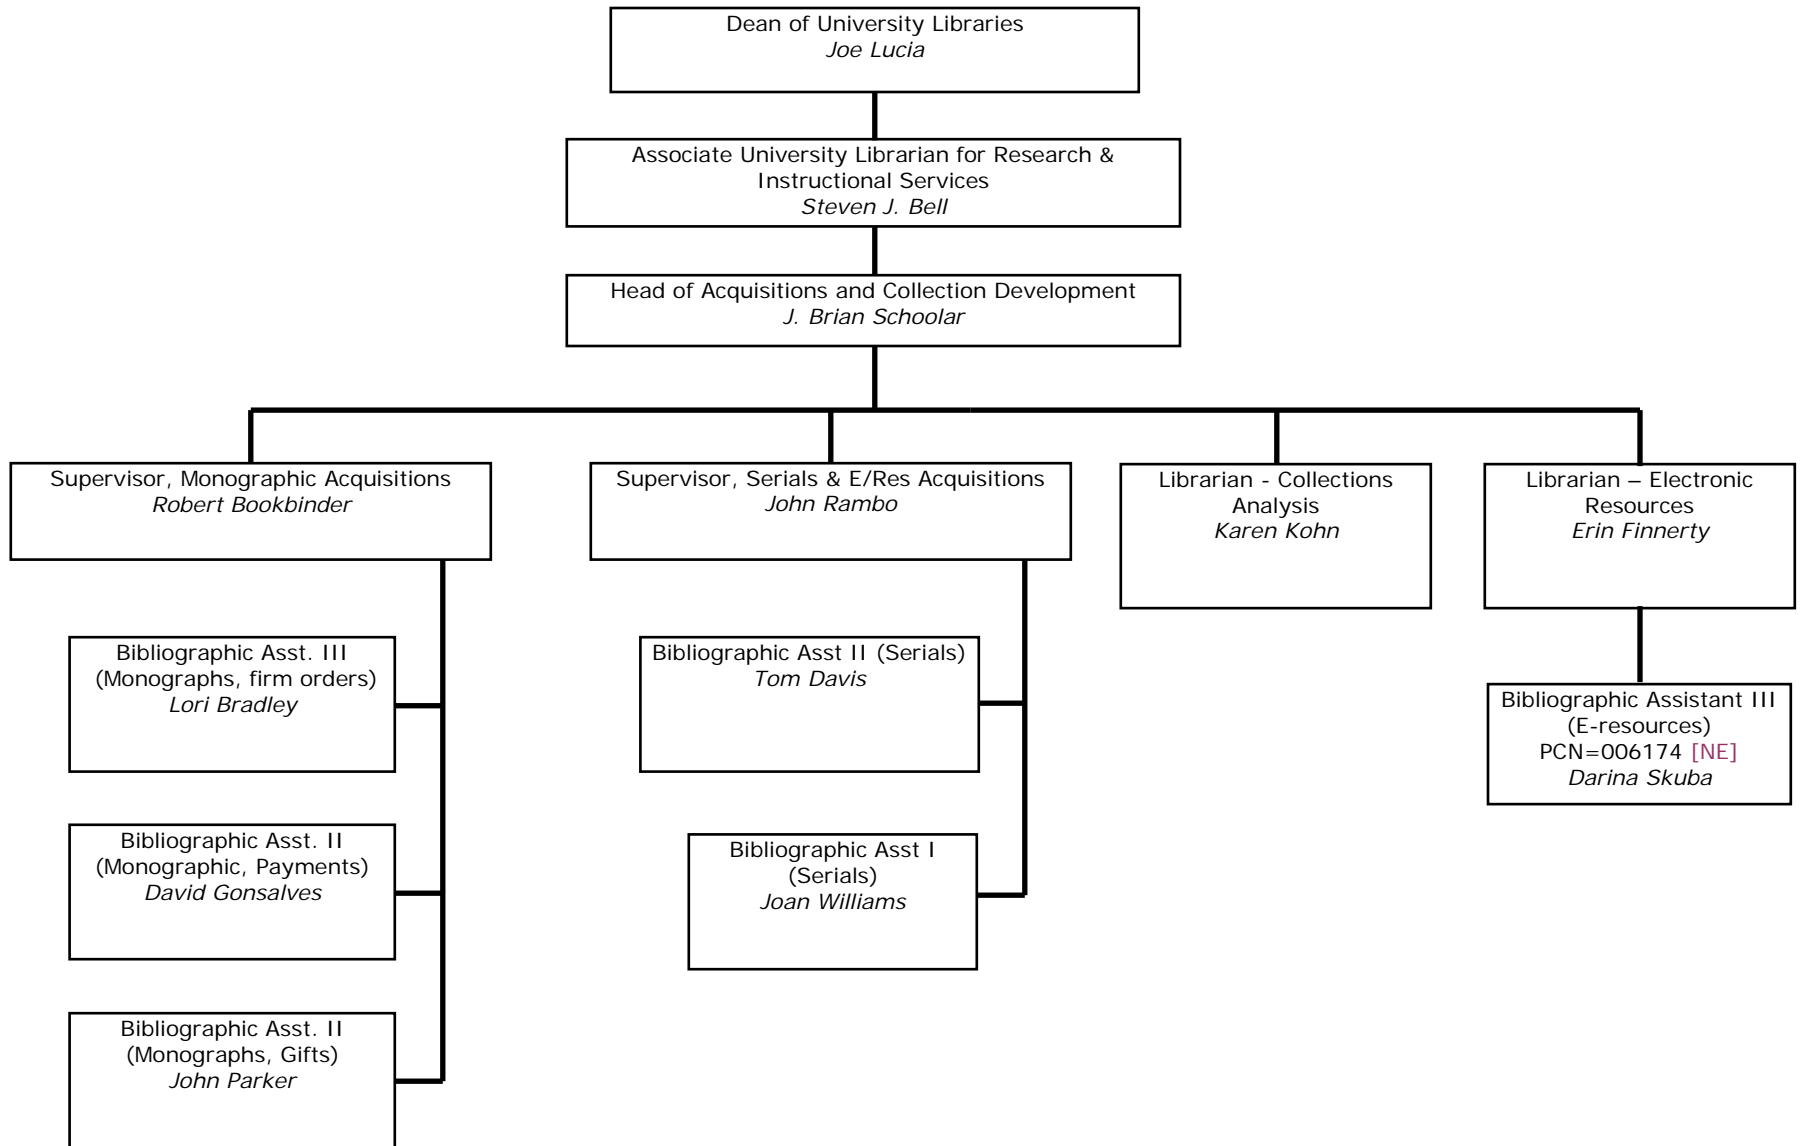 Dean of University Libraries
Joe Lucia
Associate University Librarian for Research &
Instructional Services
Steven J. Bell
Head of Acquisitions and Collection Development
J. Brian Schoolar
Supervisor, Monographic Acquisitions
Robert Bookbinder
Supervisor, Serials & E/Res Acquisitions
John Rambo
Librarian - Collections
Analysis
Karen Kohn
Librarian – Electronic
Resources
Erin Finnerty
Bibliographic Asst. III
(Monographs, firm orders)
Lori Bradley
Bibliographic Asst II (Serials)
Tom Davis
Bibliographic Assistant III
(E-resources)
PCN=006174 [NE]
Darina Skuba
Bibliographic Asst. II
(Monographic, Payments)
David Gonsalves
Bibliographic Asst I
(Serials)
Joan Williams
Bibliographic Asst. II
(Monographs, Gifts)
John Parker